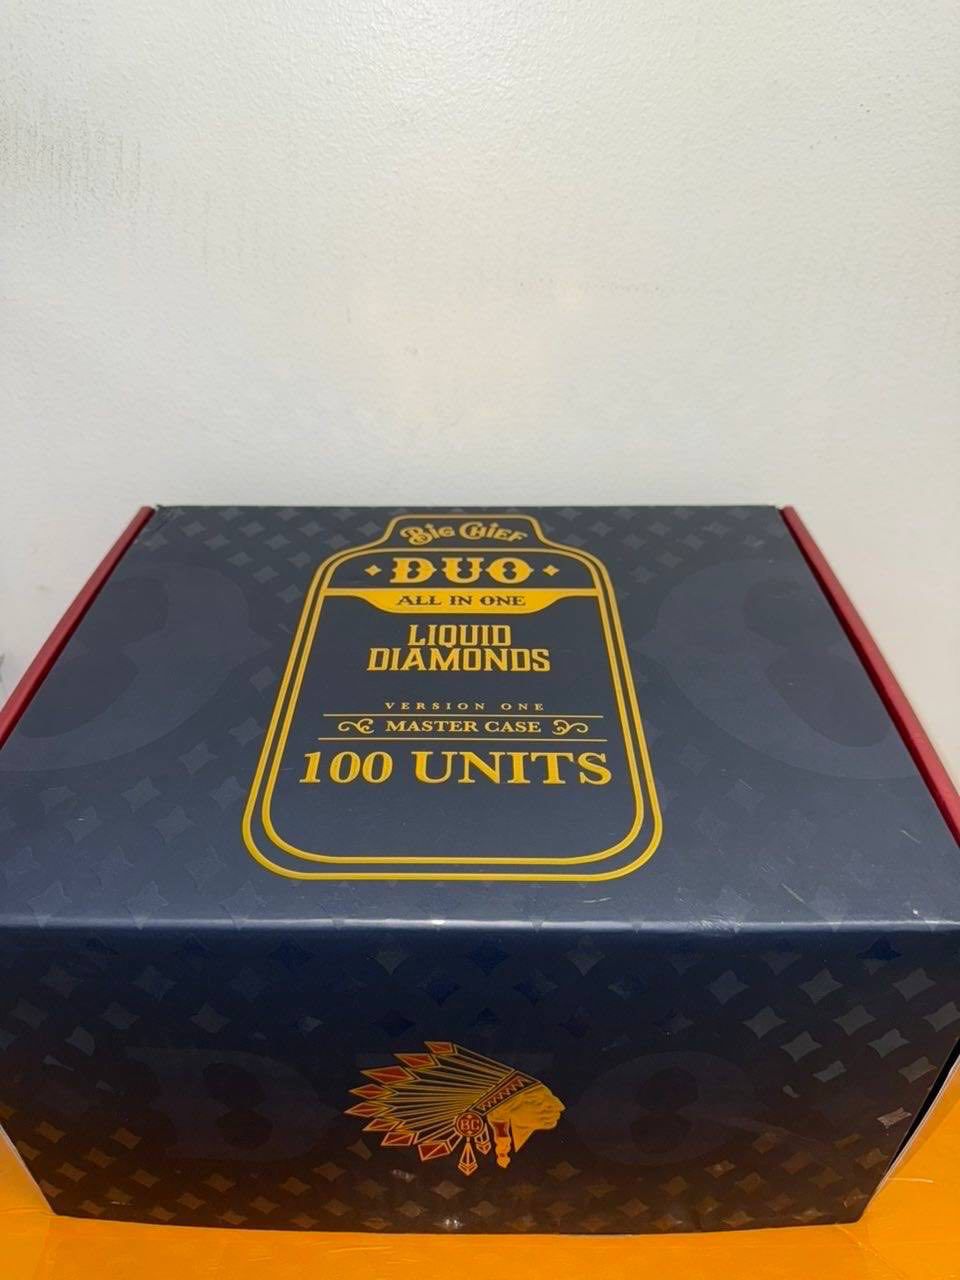 Big Chief
DUO
ALL IN ONE
LIQUID
DIAMONDS
VERSION ONE
MASTER CASE
100 UNITS
BC